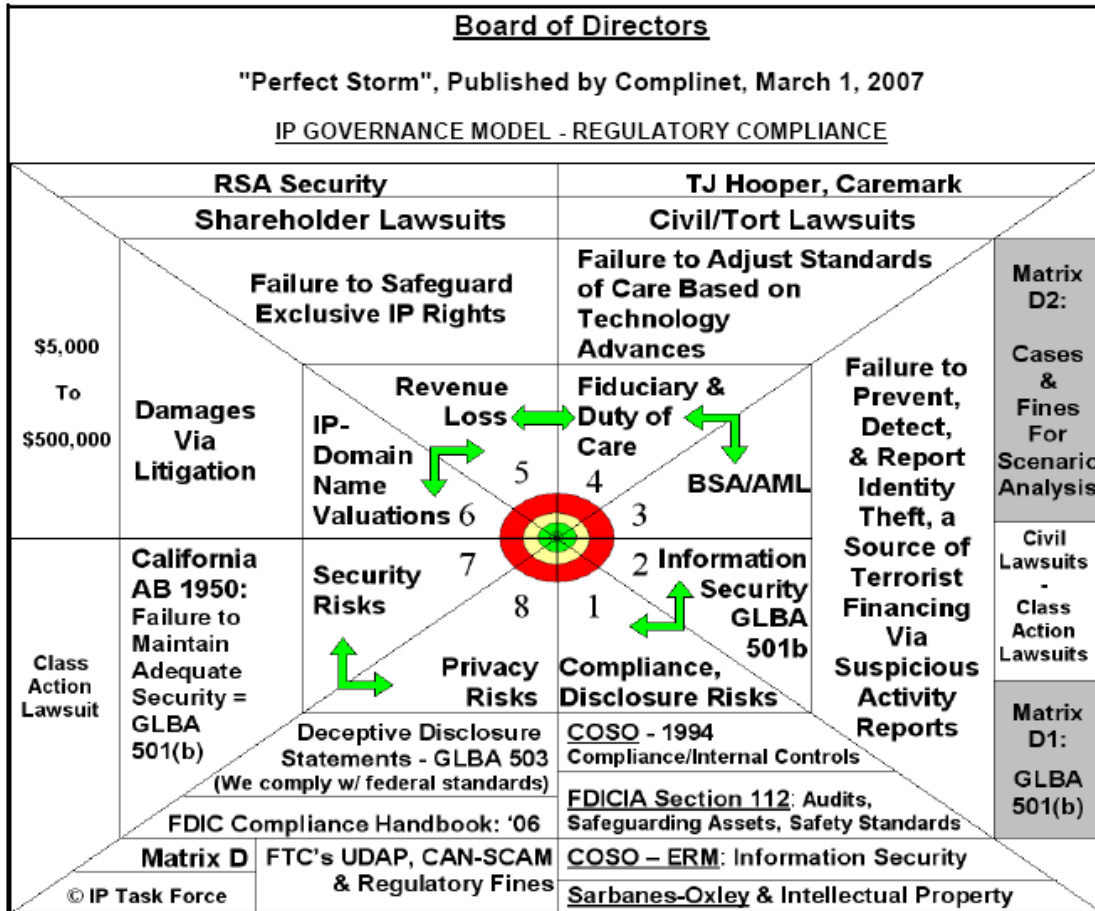 Board of Directors
"Perfect Storm", Published by Complinet, March 1, 2007
IP GOVERNANCE MODEL - REGULATORY COMPLIANCE
RSA Security
TJ Hooper, Caremark
Shareholder Lawsuits
Civil/Tort Lawsuits
Failure to Safeguard
Exclusive IP Rights
Failure to Adjust Standards
of Care Based on
Technology
Advances
$5,000
To
$500,000
Damages
Via
Litigation
Revenue
Loss
Fiduciary &
Duty of
Care
IP-
Domain
Name
Valuations
BSA/AML
5
4
6
3
7
2
8
1
Failure to
Prevent,
Detect,
& Report
Identity
Theft, a
Source of
Terrorist
Financing
Via
Suspicious
Activity
Reports
Matrix
D2:
Cases
&
Fines
For
Scenario
Analysis
Civil
Lawsuits
-
Class
Action
Lawsuits
Matrix
D1:
GLBA
501(b)
Class
Action
Lawsuit
California
AB 1950:
Failure to
Maintain
Adequate
Security =
GLBA
501(b)
Security
Risks
Information
Security
GLBA
501b
Privacy
Risks
Compliance,
Disclosure Risks
Deceptive Disclosure
Statements - GLBA 503
(We comply w/ federal standards)
COSO - 1994
Compliance/Internal Controls
FDIC Compliance Handbook: '06
FDICIA Section 112: Audits,
Safeguarding Assets, Safety Standards
Matrix D
© IP Task Force
FTC's UDAP, CAN-SCAM
& Regulatory Fines
COSO – ERM: Information Security
Sarbanes-Oxley & Intellectual Property